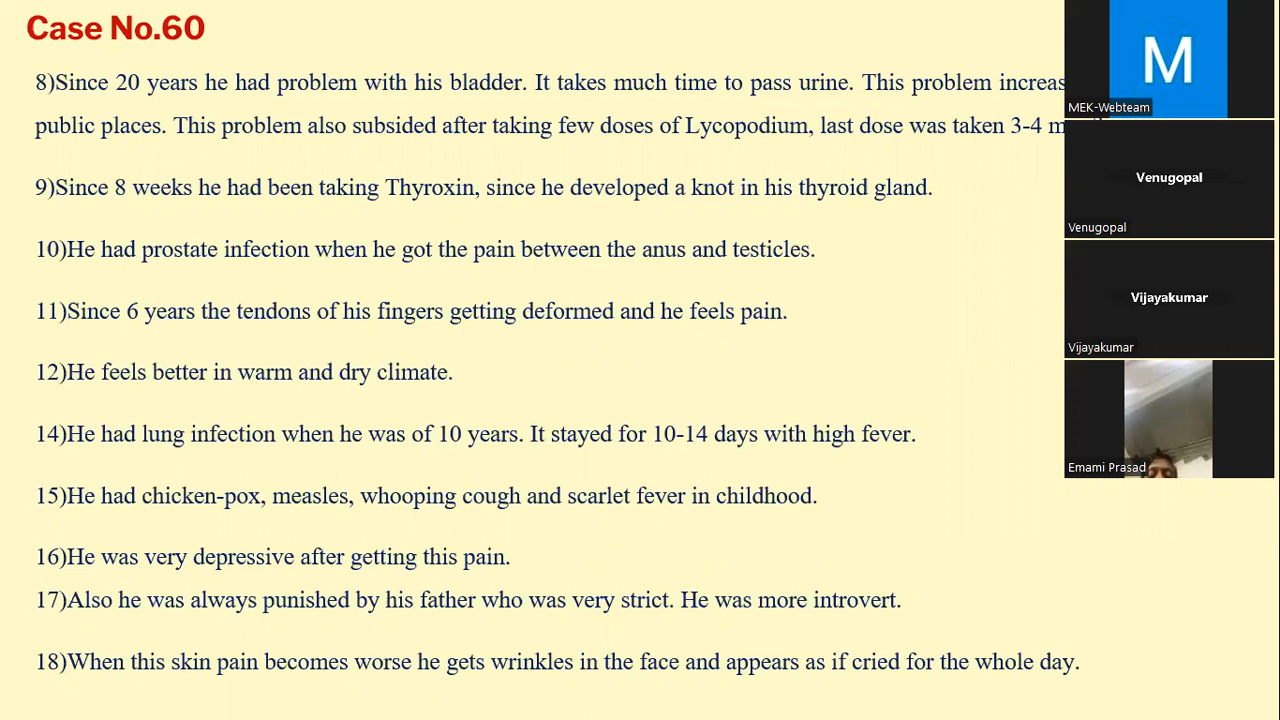 Case No.60
8)Since 20 years he had problem with his bladder. It takes much time to pass urine. This problem
public places. This problem also subsided after taking few doses of Lycopodium, last dose was taken 3-4
9)Since 8 weeks he had been taking Thyroxin, since he developed a knot in his thyroid gland.
10)He had prostate infection when he got the pain between the anus and testicles.
11)Since 6 years the tendons of his fingers getting deformed and he feels pain.
12)He feels better in warm and dry climate.
14)He had lung infection when he was of 10 years. It stayed for 10-14 days with high fever.
15)He had chicken-pox, measles, whooping cough and scarlet fever in childhood.
16)He was very depressive after getting this pain.
17)Also he was always punished by his father who was very strict. He was more introvert.
18)When this skin pain becomes worse he gets wrinkles in the face and appears as if cried for the whole day.
M
MEK-Webteam
Venugopal
Venugopal
Vijayakumar
Vijayakumar
Emami Prasad